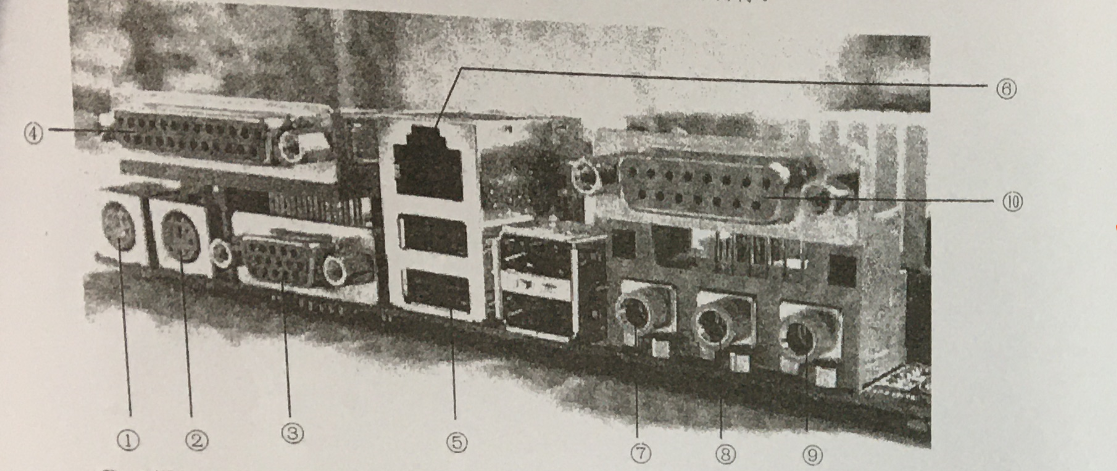 ⑥
④
⑩
① ② ③ ⑤ ⑦ ⑧ ⑨